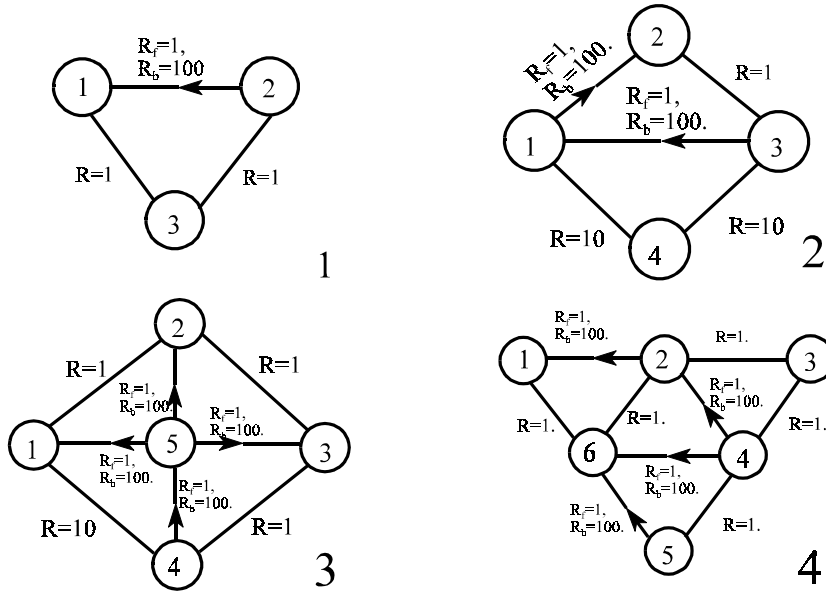 R_f=1,
R_b=100
1
2
R=1
R=1
3
1
R_f=1,
R_b=100.
2
R=1
R_f=1,
R_b=100.
1
3
R=10
R=10
4
2
2
R=1
R=1
R_f=1,
R_b=100.
R_f=1,
R_b=100.
1
5
3
R_f=1,
R_b=100.
R_f=1,
R_b=100.
R=10
R=1
4
3
R_f=1,
R_b=100.
R=1.
1
2
3
R_f=1,
R_b=100.
R=1.
R=1.
R=1.
6
4
R_f=1,
R_b=100.
R_f=1,
R_b=100.
R=1.
5
4